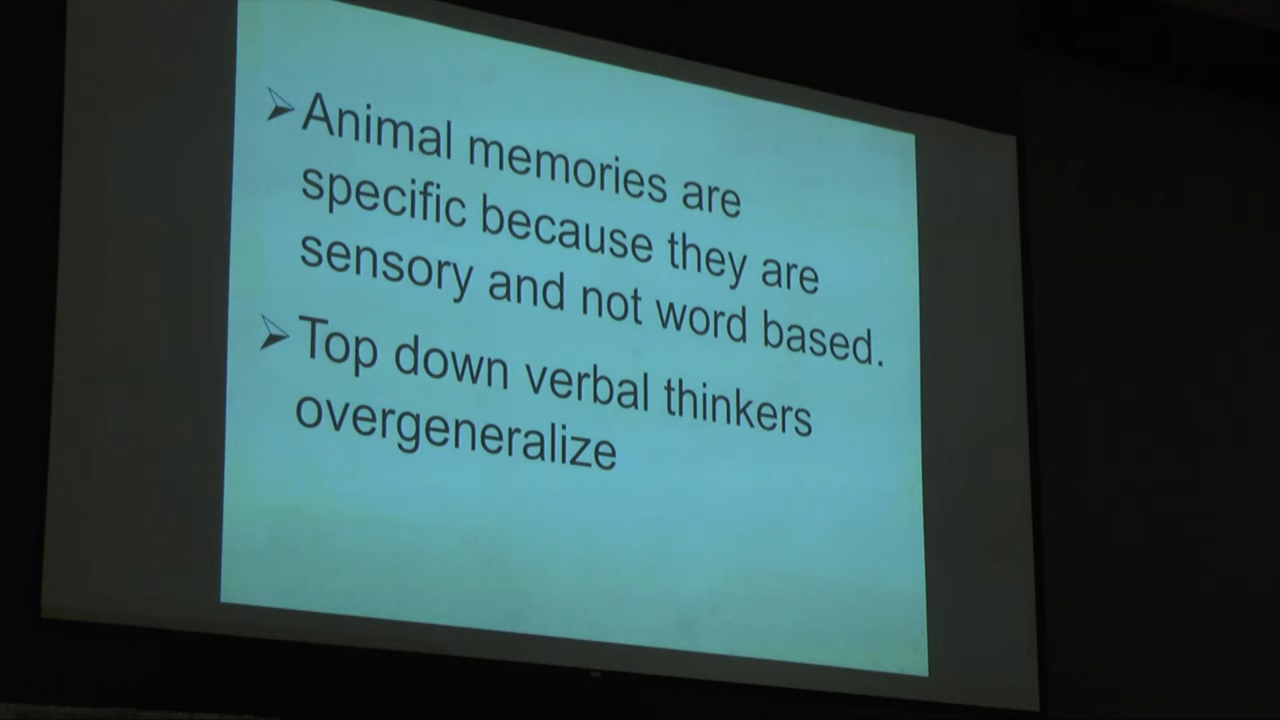 Animal memories are
specific because they are
sensory and not word based.
Top down verbal thinkers
overgeneralize